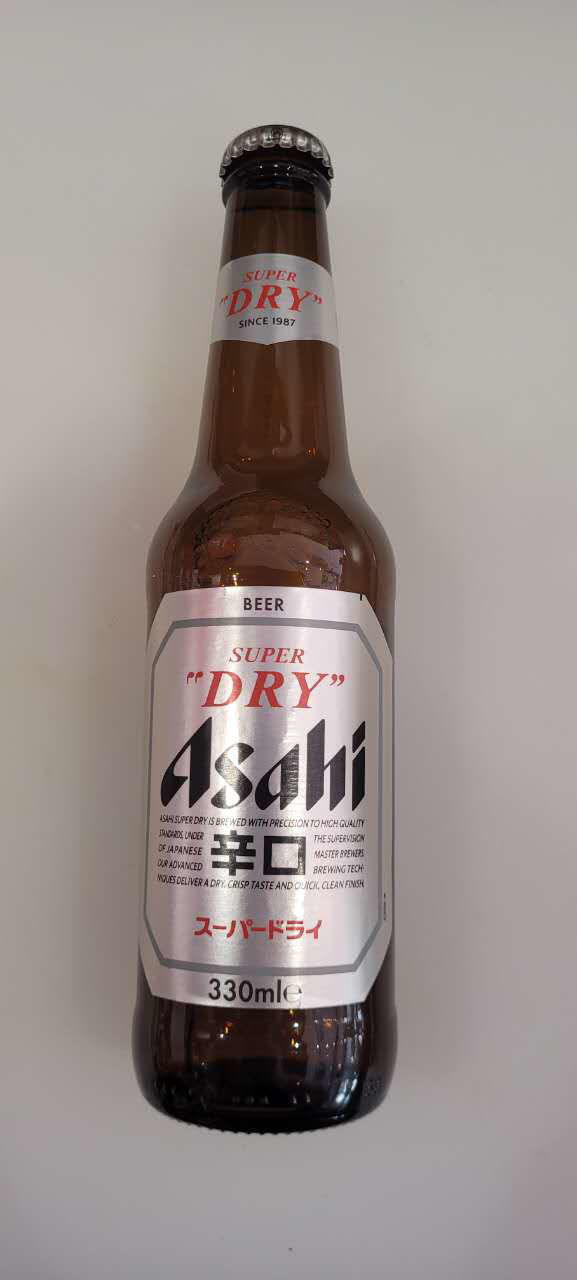 SUPER
"DRY"
SINCE 1987
BEER
SUPER
"DRY"
Asahi
ASAHI SUPER DRY IS BREWED WITH PRECISION TO HIGH QUALITY
STANDARDS, UNDER 辛口 THE SUPERVISION
OF JAPANESE MASTER BREWERS.
OUR ADVANCED BREWING TECH-
NIQUES DELIVER A DRY, CRISP TASTE AND QUICK, CLEAN FINISH.
スーパードライ
330ml℮